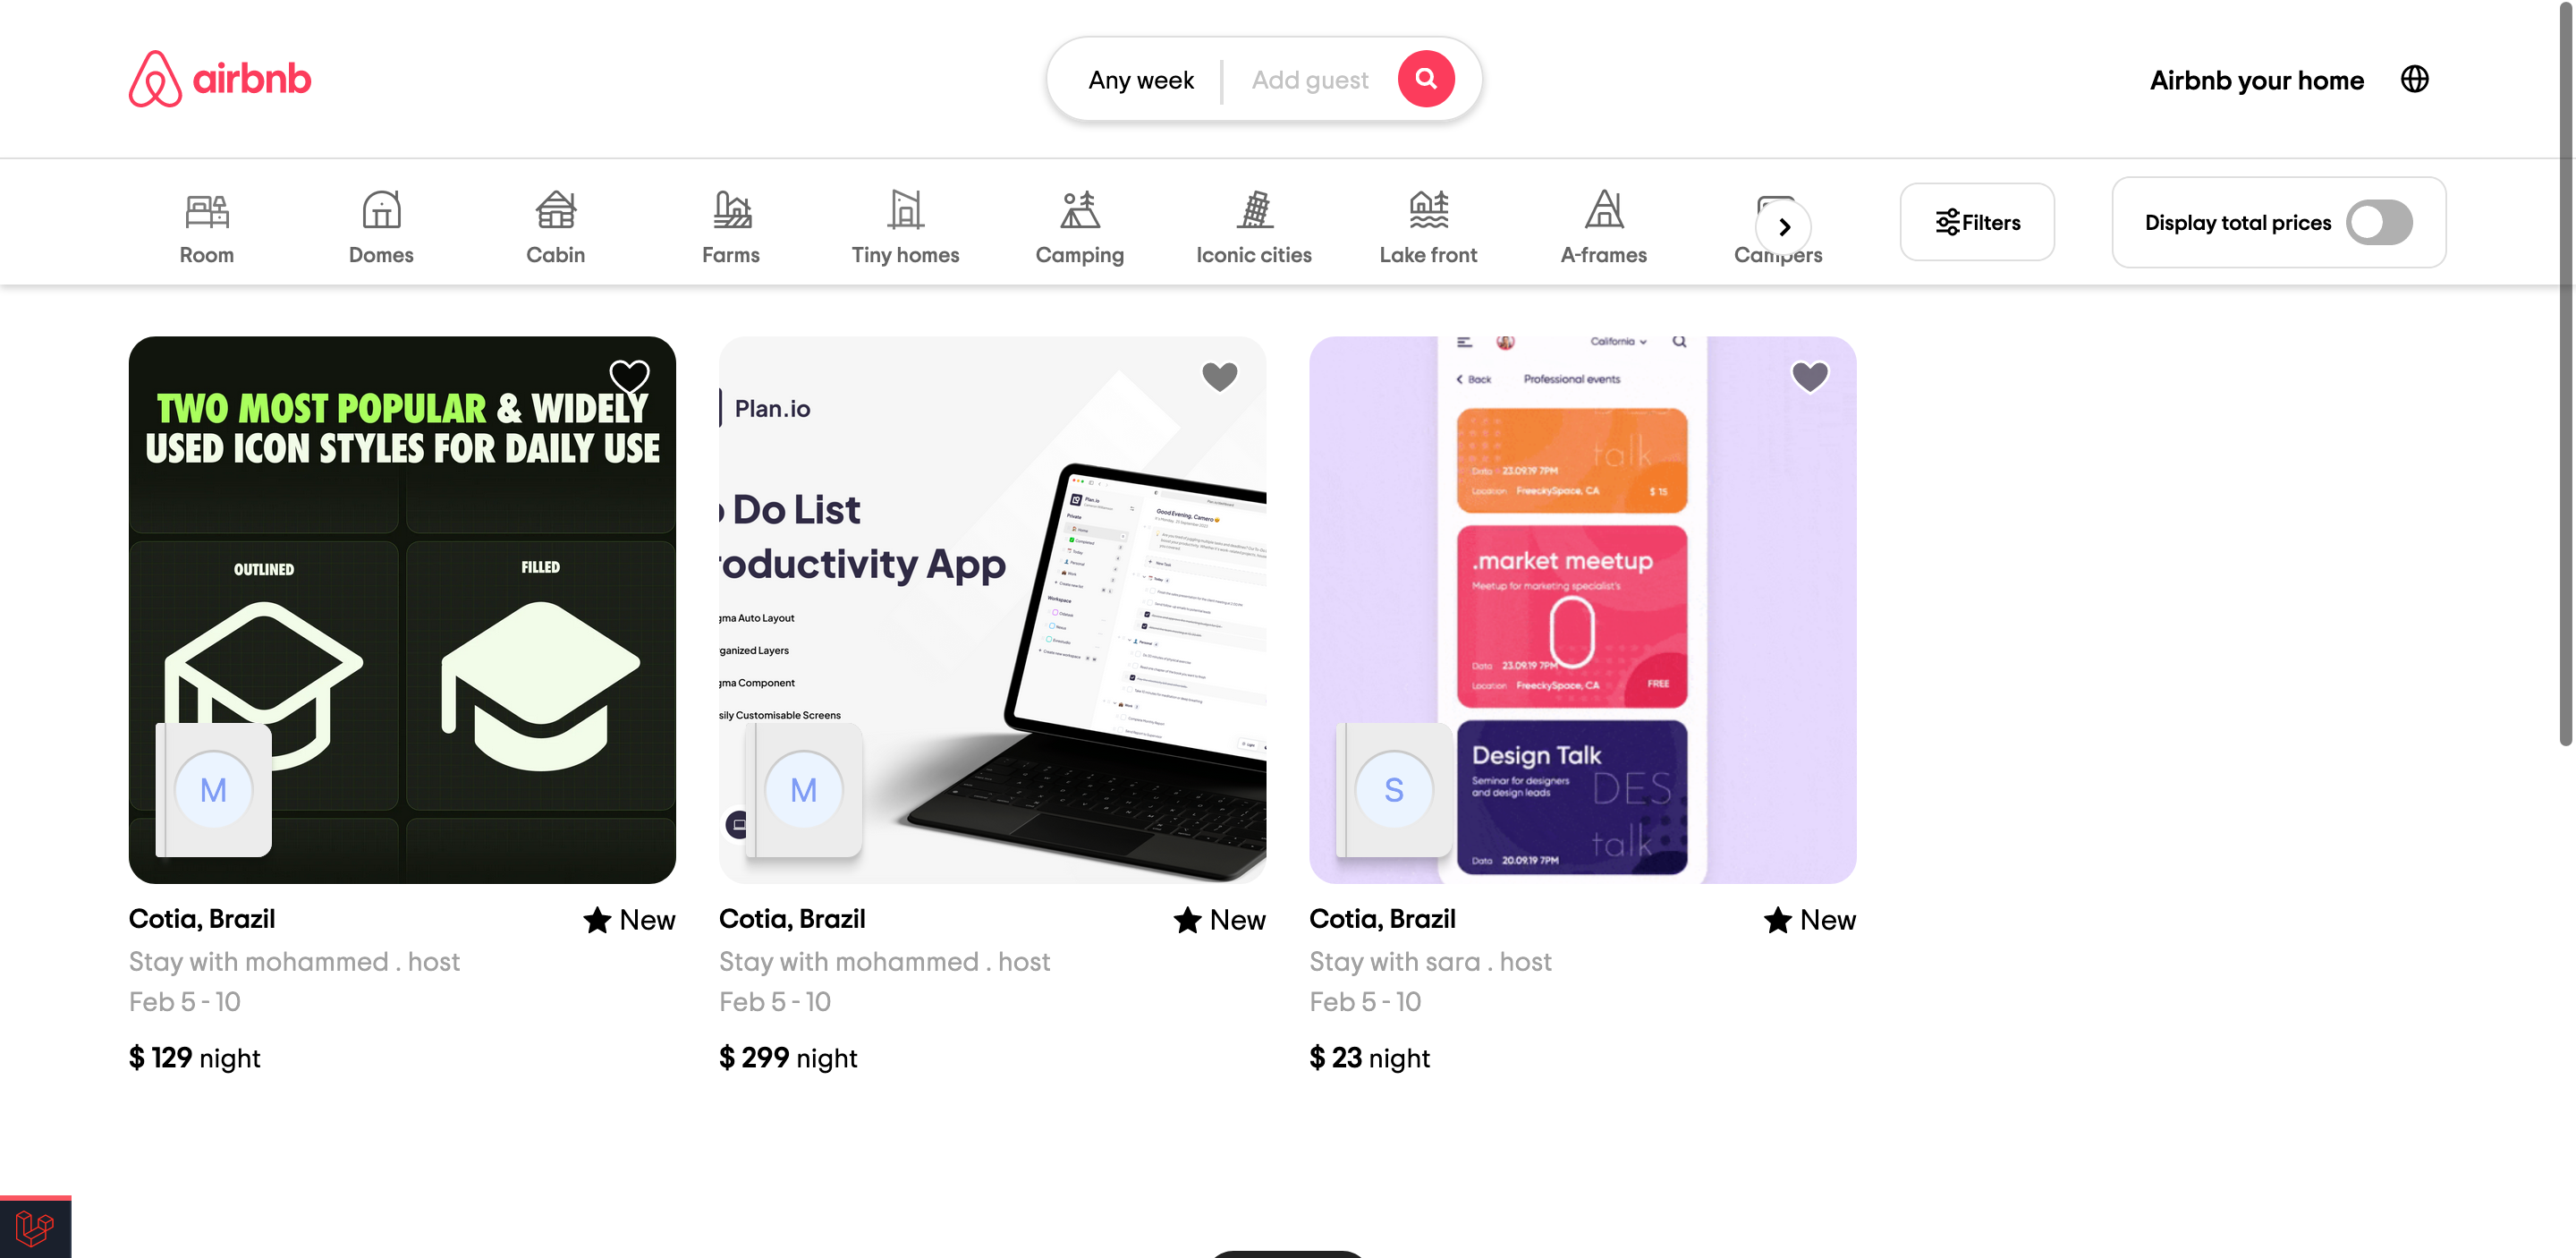 airbnb
Any week
Add guest
Airbnb your home
Room
Domes
Cabin
Farms
Tiny homes
Camping
Iconic cities
Lake front
A-frames
Campers
Filters
Display total prices
TWO MOST POPULAR & WIDELY
USED ICON STYLES FOR DAILY USE
OUTLINED
FILLED
M
Cotia, Brazil
New
Stay with mohammed . host
Feb 5 - 10
$ 129 night
Plan.io
Do List
oductivity App
gma Auto Layout
ganized Layers
gma Component
sily Customisable Screens
Plan.io
Good Evening, Camero
M
Cotia, Brazil
New
Stay with mohammed . host
Feb 5 - 10
$ 299 night
California
Back
Professional events
talk
Data 23.09.19 7PM
Location FreeckySpace, CA
$ 15
.market meetup
Meetup for marketing specialist's
Data 23.09.19 7PM
Location FreeckySpace, CA
FREE
Design Talk
Seminar for designers
and design leads
DES
talk
Data 20.09.19 7PM
S
Cotia, Brazil
New
Stay with sara . host
Feb 5 - 10
$ 23 night